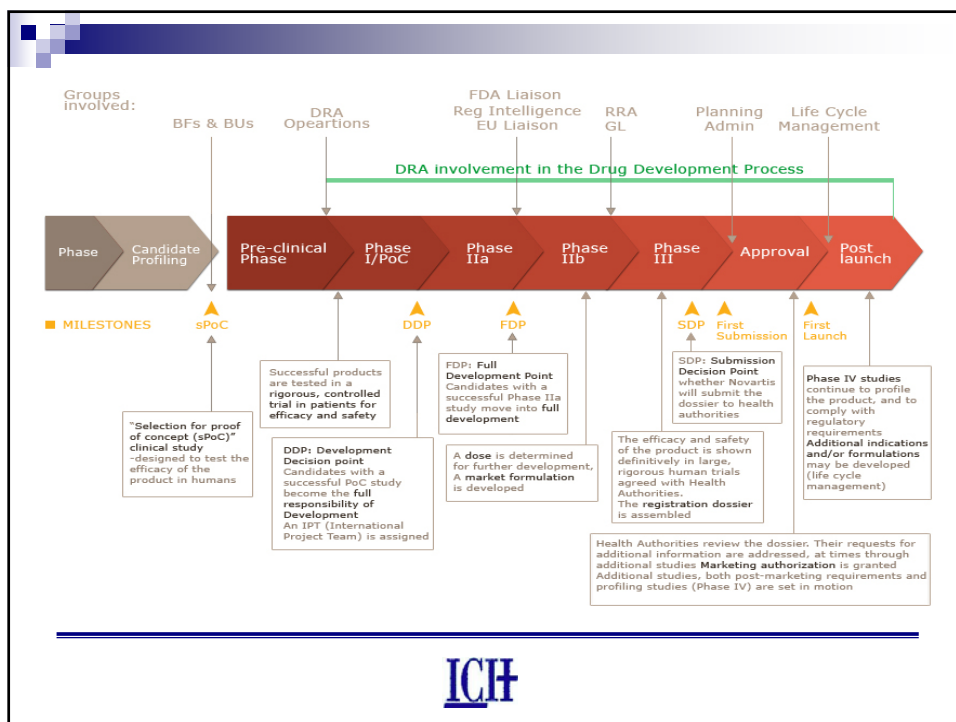 Groups
involved:
BFs & BUs
DRA
Opeartions
FDA Liaison
Reg Intelligence
EU Liaison
RRA
GL
Planning
Admin
Life Cycle
Management
DRA involvement in the Drug Development Process
Phase
Candidate
Profiling
Pre-clinical
Phase
Phase
I/PoC
Phase
IIa
Phase
IIb
Phase
III
Approval
Post
launch
MILESTONES
sPoC
DDP
FDP
SDP
First
Submission
First
Launch
"Selection for proof
of concept (sPoC)"
clinical study
-designed to test the
efficacy of the
product in humans
Successful products
are tested in a
rigorous, controlled
trial in patients for
efficacy and safety
DDP: Development
Decision point
Candidates with a
successful PoC study
become the full
responsibility of
Development
An IPT (International
Project Team) is assigned
FDP: Full
Development Point
Candidates with a
successful Phase IIa
study move into full
development
A dose is determined
for further development,
A market formulation
is developed
The efficacy and safety
of the product is shown
definitively in large,
rigorous human trials
agreed with Health
Authorities.
The registration dossier
is assembled
SDP: Submission
Decision Point
whether Novartis
will submit the
dossier to health
authorities
Health Authorities review the dossier. Their requests for
additional information are addressed, at times through
additional studies Marketing authorization is granted
Additional studies, both post-marketing requirements and
profiling studies (Phase IV) are set in motion
Phase IV studies
continue to profile
the product, and to
comply with
regulatory
requirements
Additional indications
and/or formulations
may be developed
(life cycle
management)
ICH